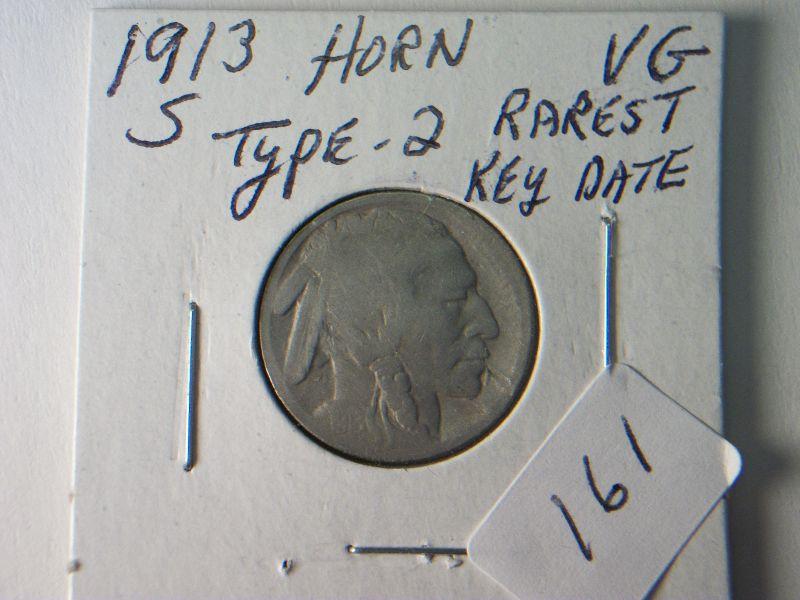 1913 HORN VG
S TYPE-2 RAREST
KEY DATE
161